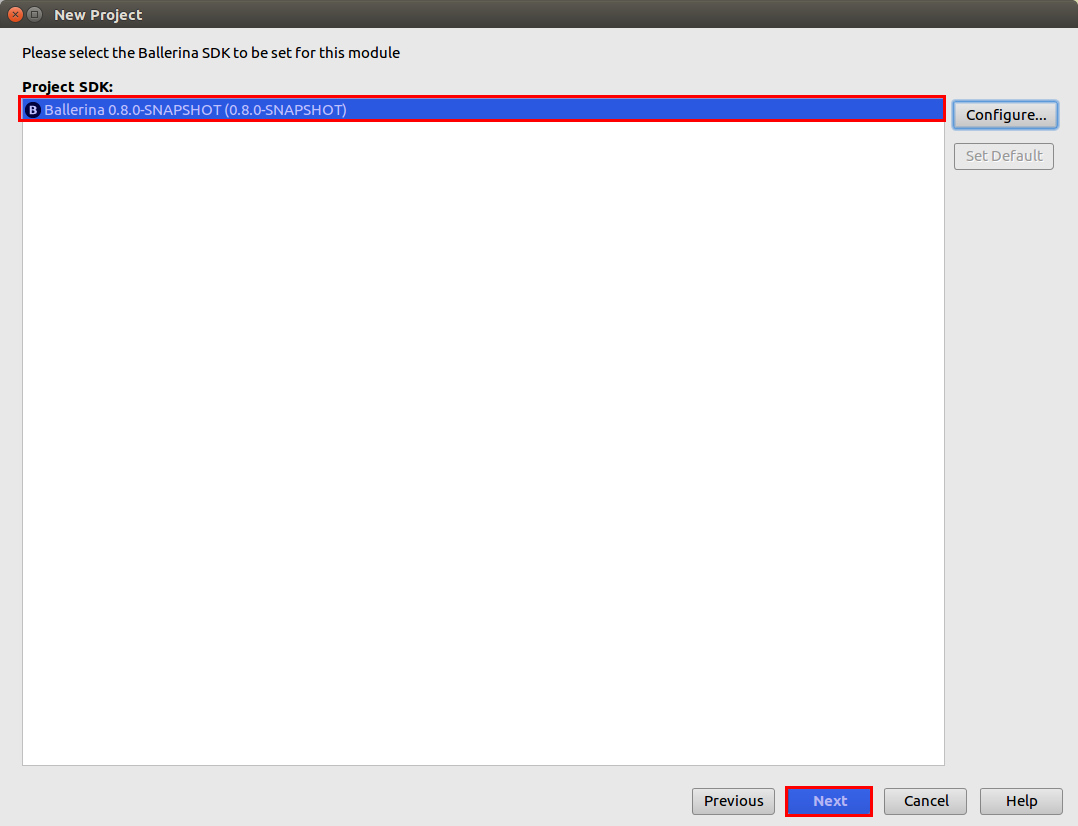 New Project
Please select the Ballerina SDK to be set for this module
Project SDK:
B Ballerina 0.8.0-SNAPSHOT (0.8.0-SNAPSHOT)
Configure...
Set Default
Previous Next Cancel Help